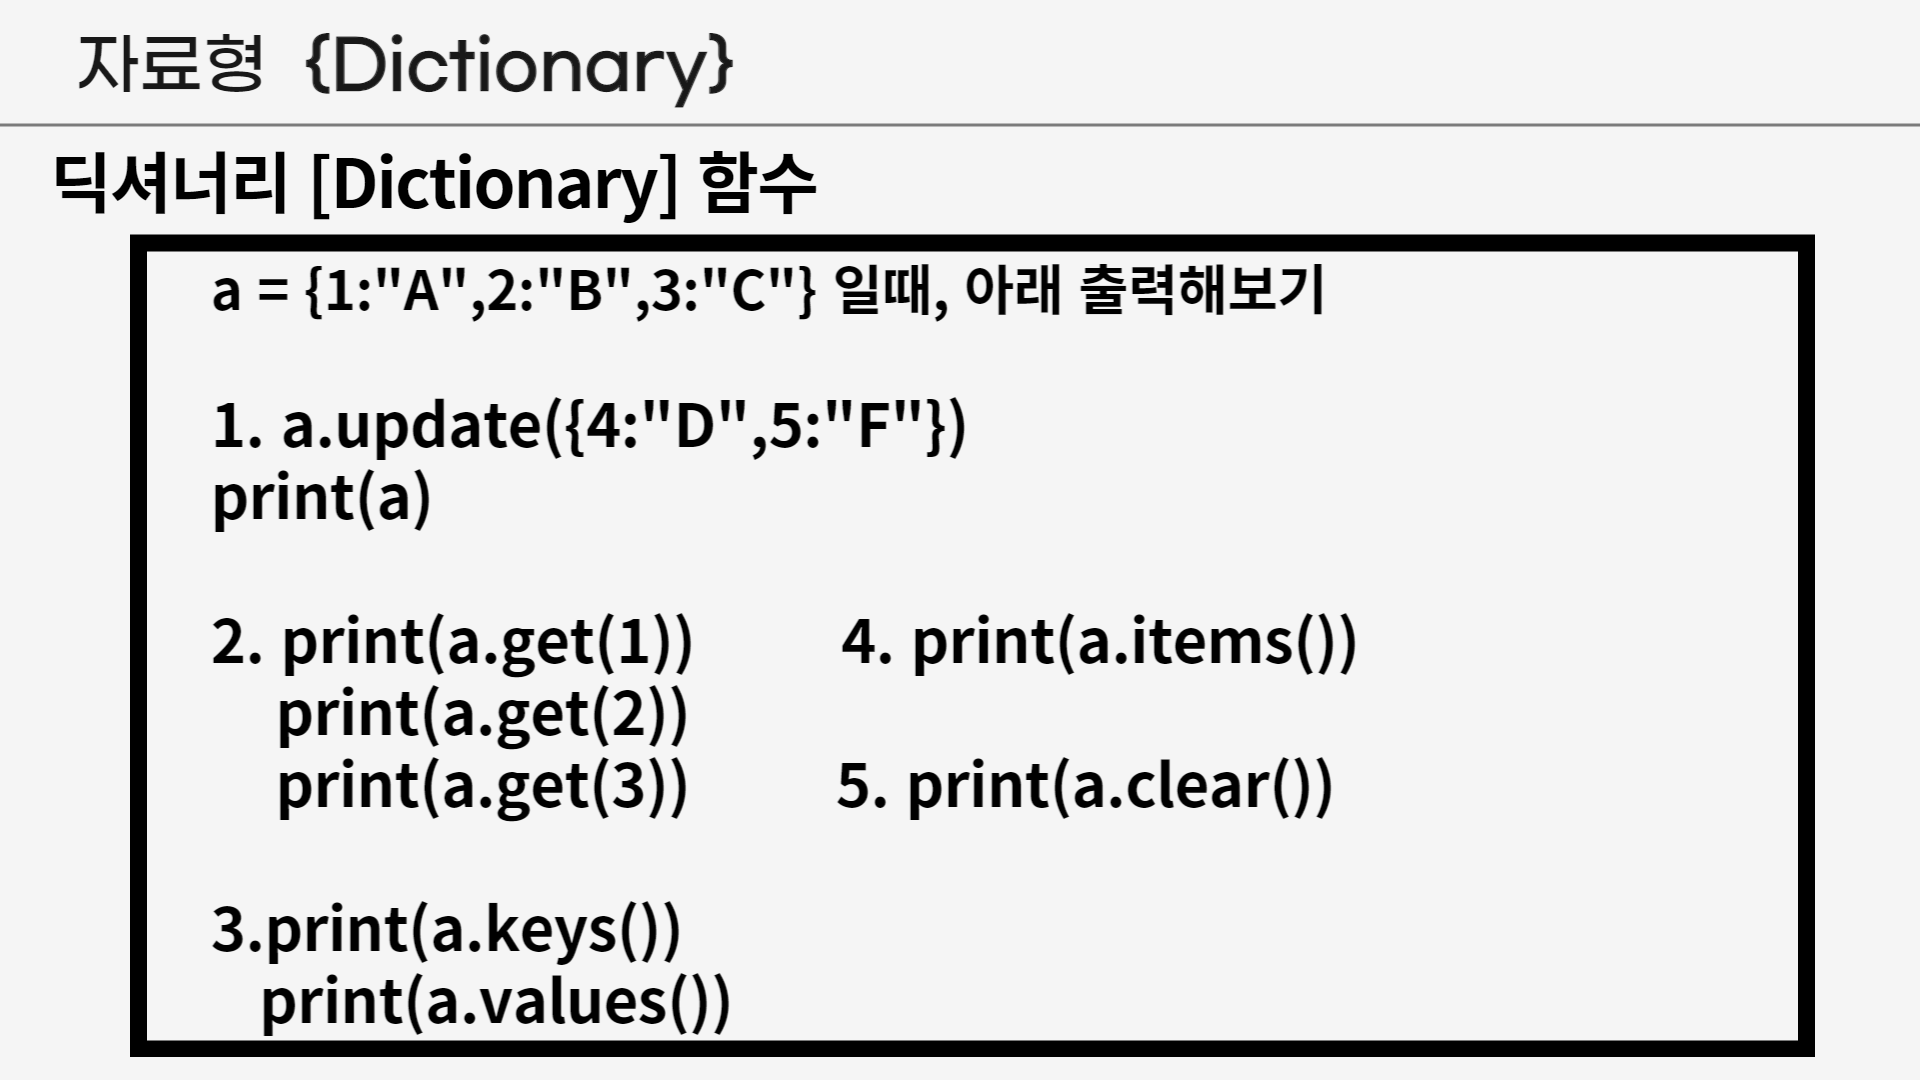 자료형 {Dictionary}
딕셔너리 [Dictionary] 함수
a = {1:"A",2:"B",3:"C"} 일때, 아래 출력해보기
1. a.update({4:"D",5:"F"})
print(a)
2. print(a.get(1))
print(a.get(2))
print(a.get(3))
3.print(a.keys())
print(a.values())
4. print(a.items())
5. print(a.clear())